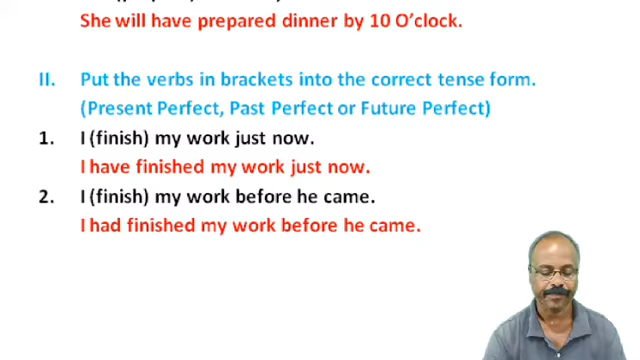 She will have prepared dinner by 10 O'clock.
II. Put the verbs in brackets into the correct tense form.
(Present Perfect, Past Perfect or Future Perfect)
1. I (finish) my work just now.
I have finished my work just now.
2. I (finish) my work before he came.
I had finished my work before he came.